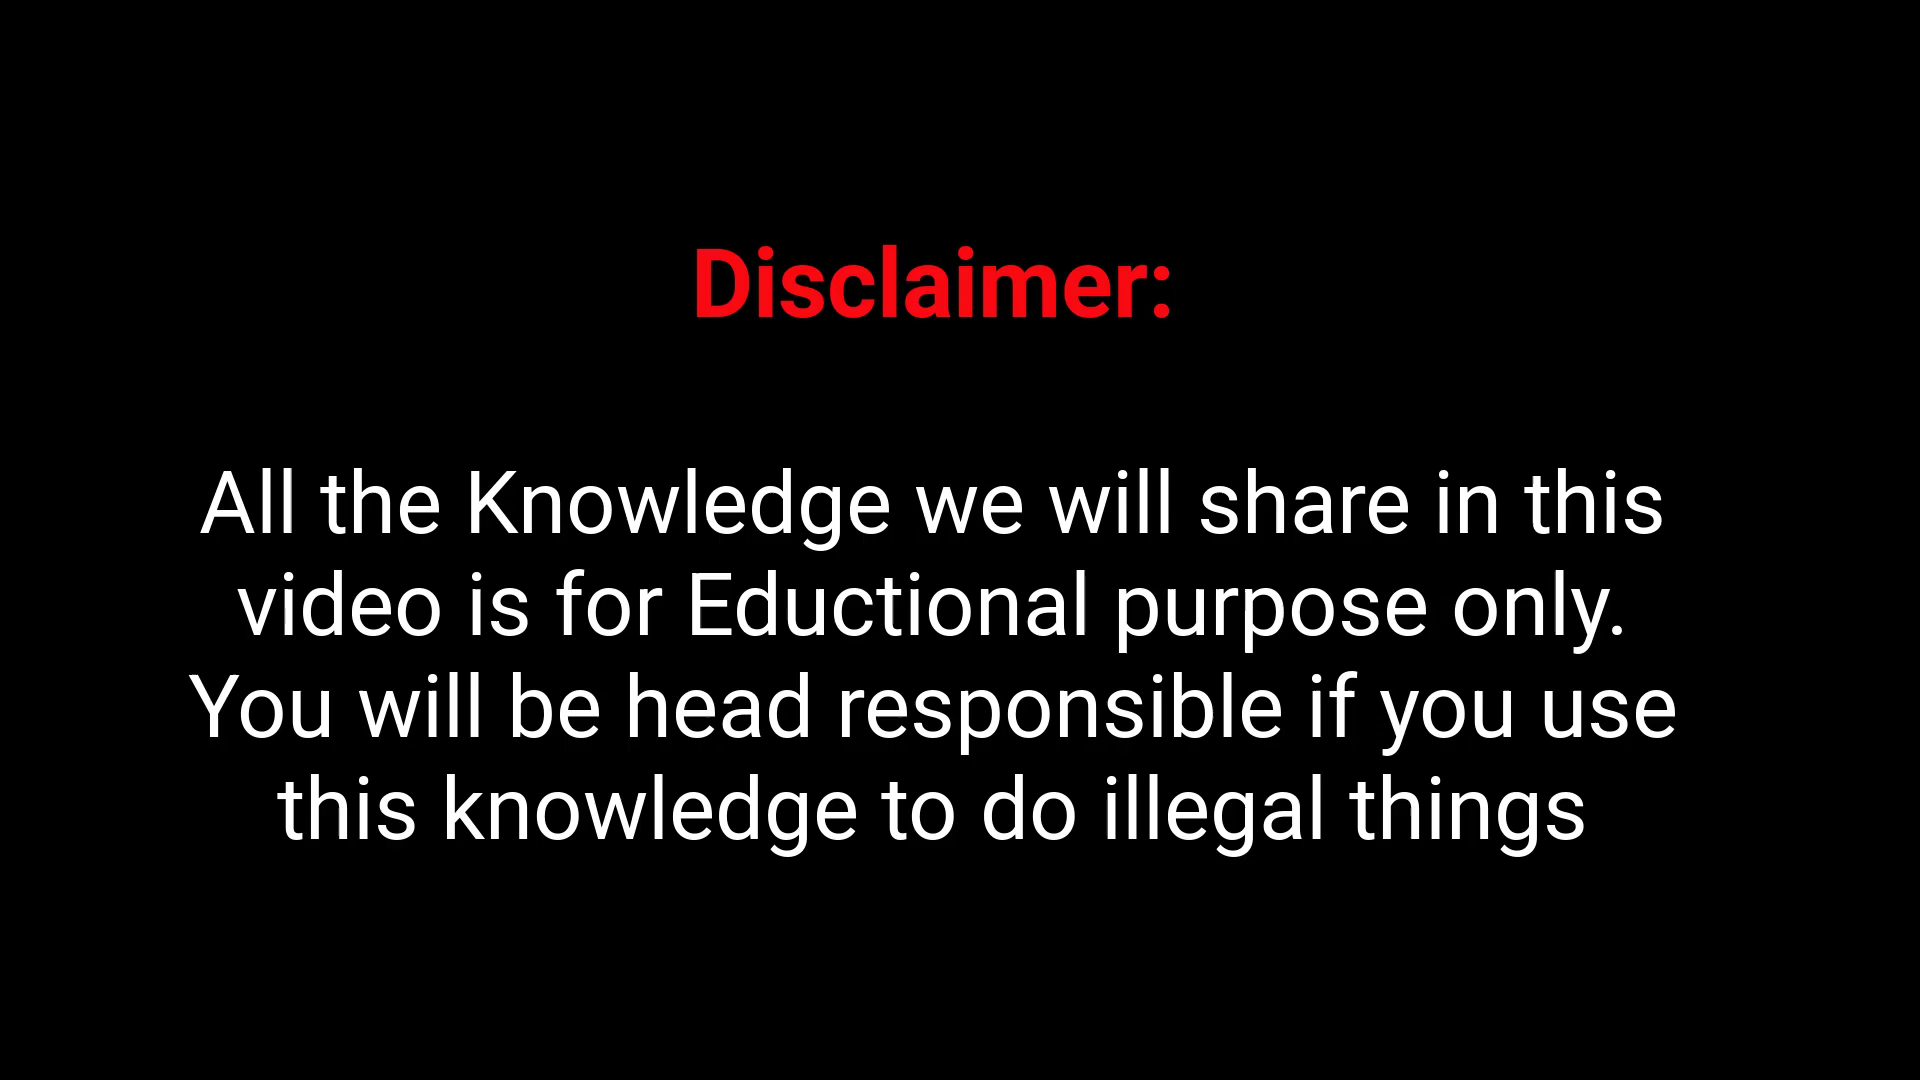 Disclaimer:
All the Knowledge we will share in this
video is for Eductional purpose only.
You will be head responsible if you use
this knowledge to do illegal things